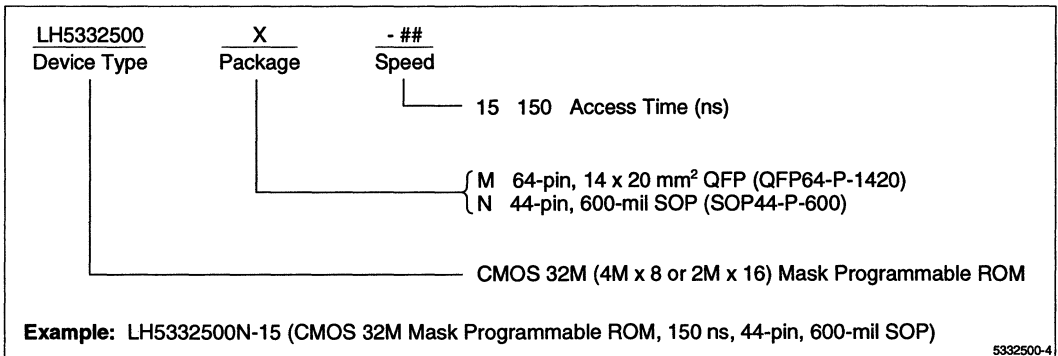 LH5332500 X - ##
Device Type Package Speed
15 150 Access Time (ns)
M 64-pin, 14 x 20 mm² QFP (QFP64-P-1420)
N 44-pin, 600-mil SOP (SOP44-P-600)
CMOS 32M (4M x 8 or 2M x 16) Mask Programmable ROM
Example: LH5332500N-15 (CMOS 32M Mask Programmable ROM, 150 ns, 44-pin, 600-mil SOP)
5332500-4